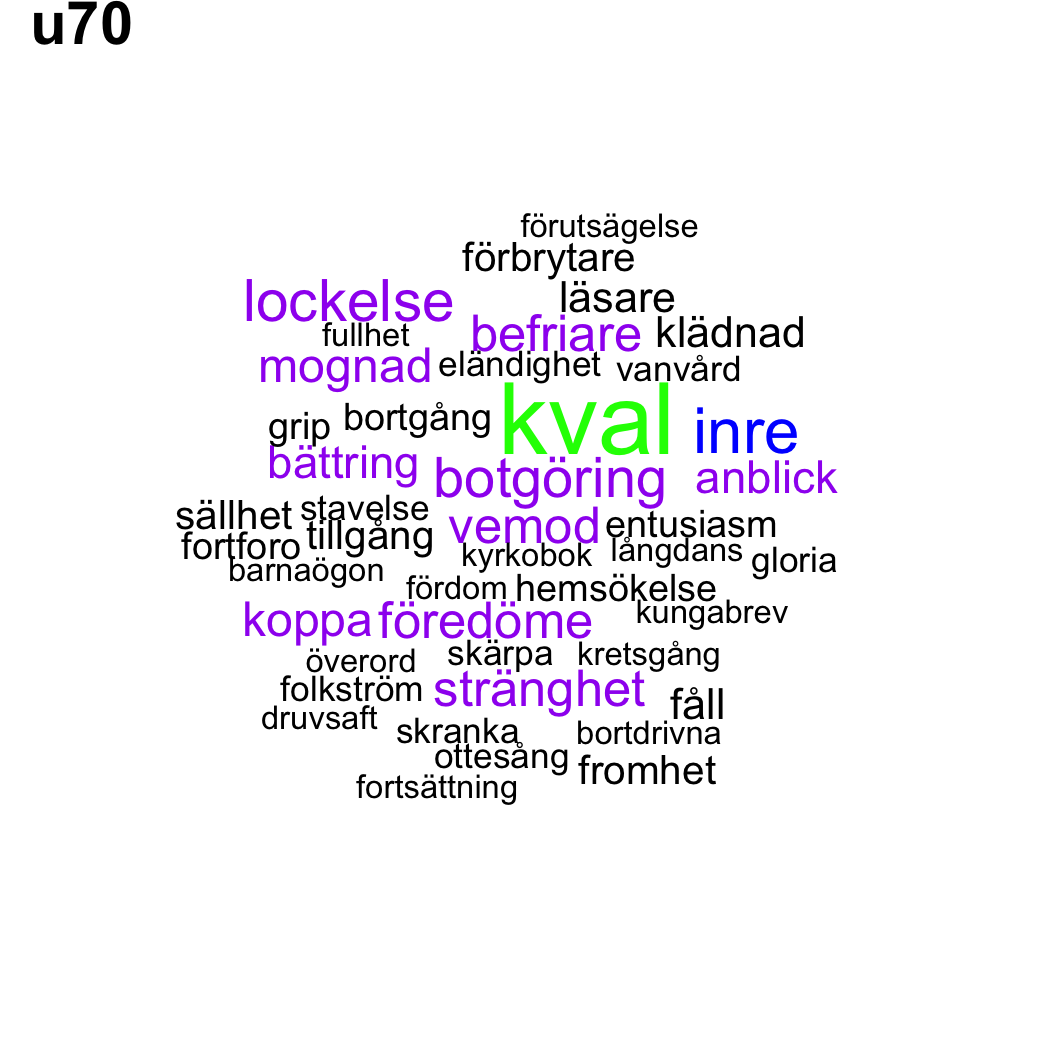 u70
förutsägelse
förbrytare
lockelse läsare
fullhet befriare klädnad
mognad eländighet vanvård
grip bortgång kval inre
bättring botgöring anblick
sällhet stavelse vemod entusiasm
fortforo tillgång kyrkobok långdans gloria
barnaögon fördom hemsökelse
koppa föredöme kungabrev
överord skärpa kretsgång
folkström stränghet fåll
druvsaft skranka bortdrivna
ottesång fromhet
fortsättning